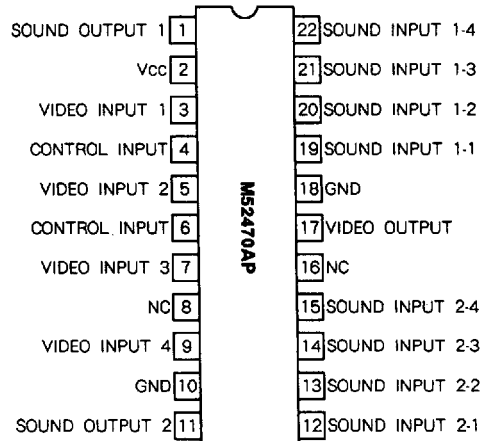 SOUND OUTPUT 1 1
22 SOUND INPUT 1-4
Vcc 2
21 SOUND INPUT 1-3
VIDEO INPUT 1 3
20 SOUND INPUT 1-2
CONTROL INPUT 4
19 SOUND INPUT 1-1
VIDEO INPUT 2 5
18 GND
CONTROL INPUT 6
17 VIDEO OUTPUT
VIDEO INPUT 3 7
16 NC
NC 8
15 SOUND INPUT 2-4
VIDEO INPUT 4 9
14 SOUND INPUT 2-3
GND 10
13 SOUND INPUT 2-2
SOUND OUTPUT 2 11
12 SOUND INPUT 2-1
M52470AP